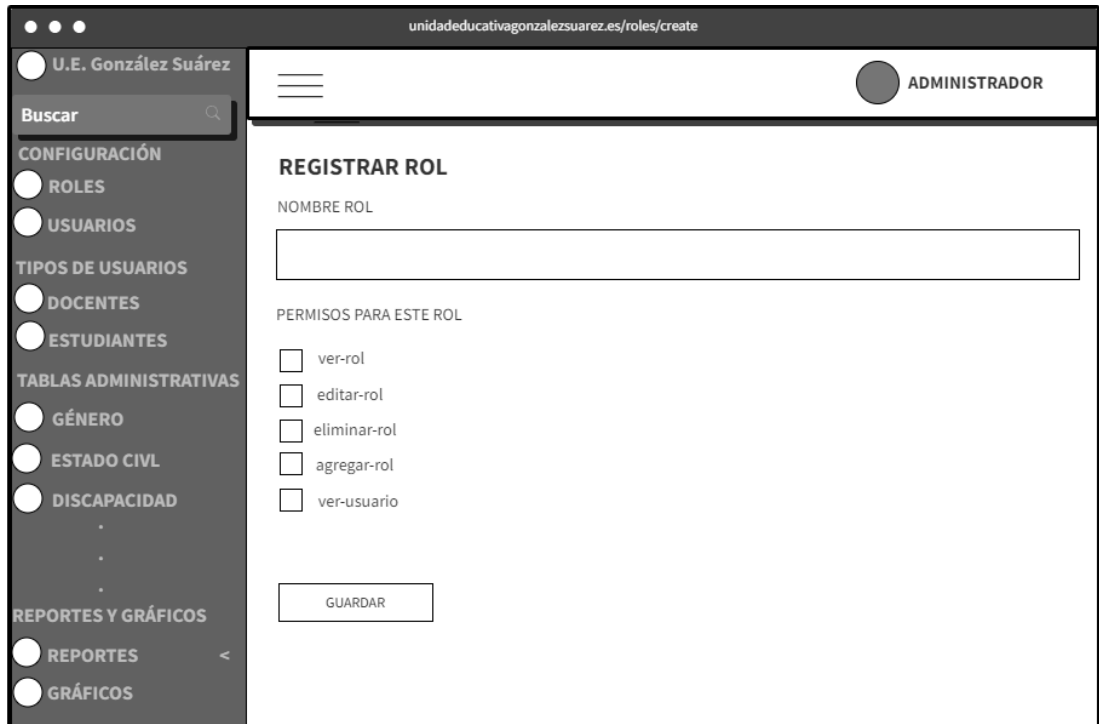 unidadeducativagonzalezsuarez.es/roles/create
U.E. González Suárez
Buscar
CONFIGURACIÓN
ROLES
USUARIOS
TIPOS DE USUARIOS
DOCENTES
ESTUDIANTES
TABLAS ADMINISTRATIVAS
GÉNERO
ESTADO CIVL
DISCAPACIDAD
.
.
.
REPORTES Y GRÁFICOS
REPORTES <
GRÁFICOS
ADMINISTRADOR
REGISTRAR ROL
NOMBRE ROL
PERMISOS PARA ESTE ROL
ver-rol
editar-rol
eliminar-rol
agregar-rol
ver-usuario
GUARDAR